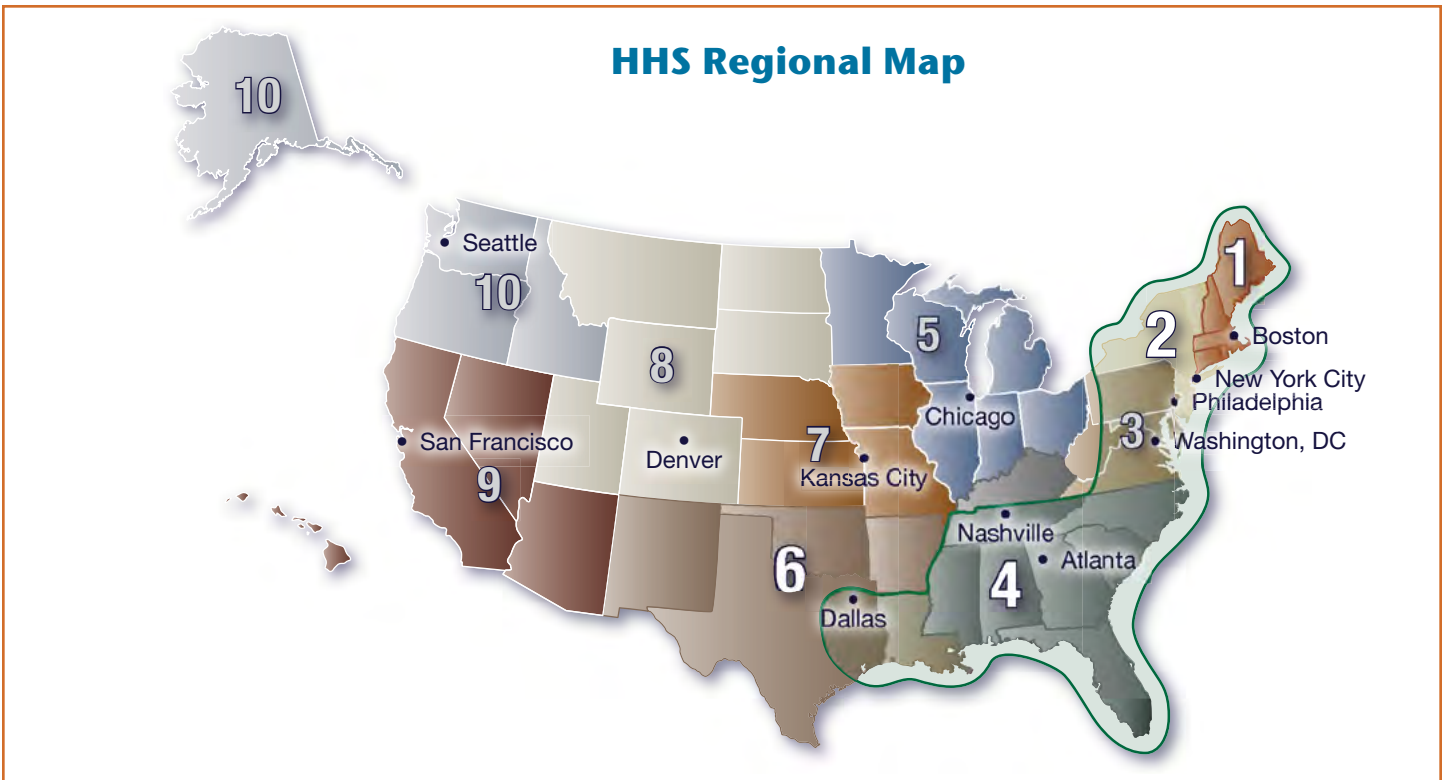 HHS Regional Map
10
Seattle
10
1
2
5
Boston
8
New York City
Philadelphia
Chicago
3
Washington, DC
San Francisco
Denver
7
Kansas City
9
Nashville
Atlanta
6
4
Dallas